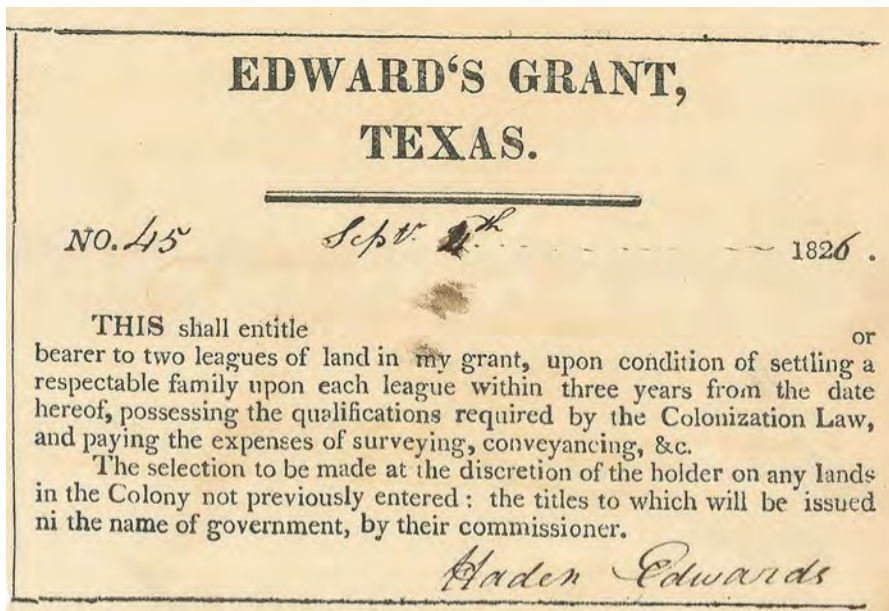 EDWARD'S GRANT,
TEXAS.
NO. 45 Sept. 4th 1826.
THIS shall entitle or
bearer to two leagues of land in my grant, upon condition of settling a
respectable family upon each league within three years from the date
hereof, possessing the qualifications required by the Colonization Law,
and paying the expenses of surveying, conveyancing, &c.
The selection to be made at the discretion of the holder on any lands
in the Colony not previously entered: the titles to which will be issued
ni the name of government, by their commissioner.
Haden Edwards